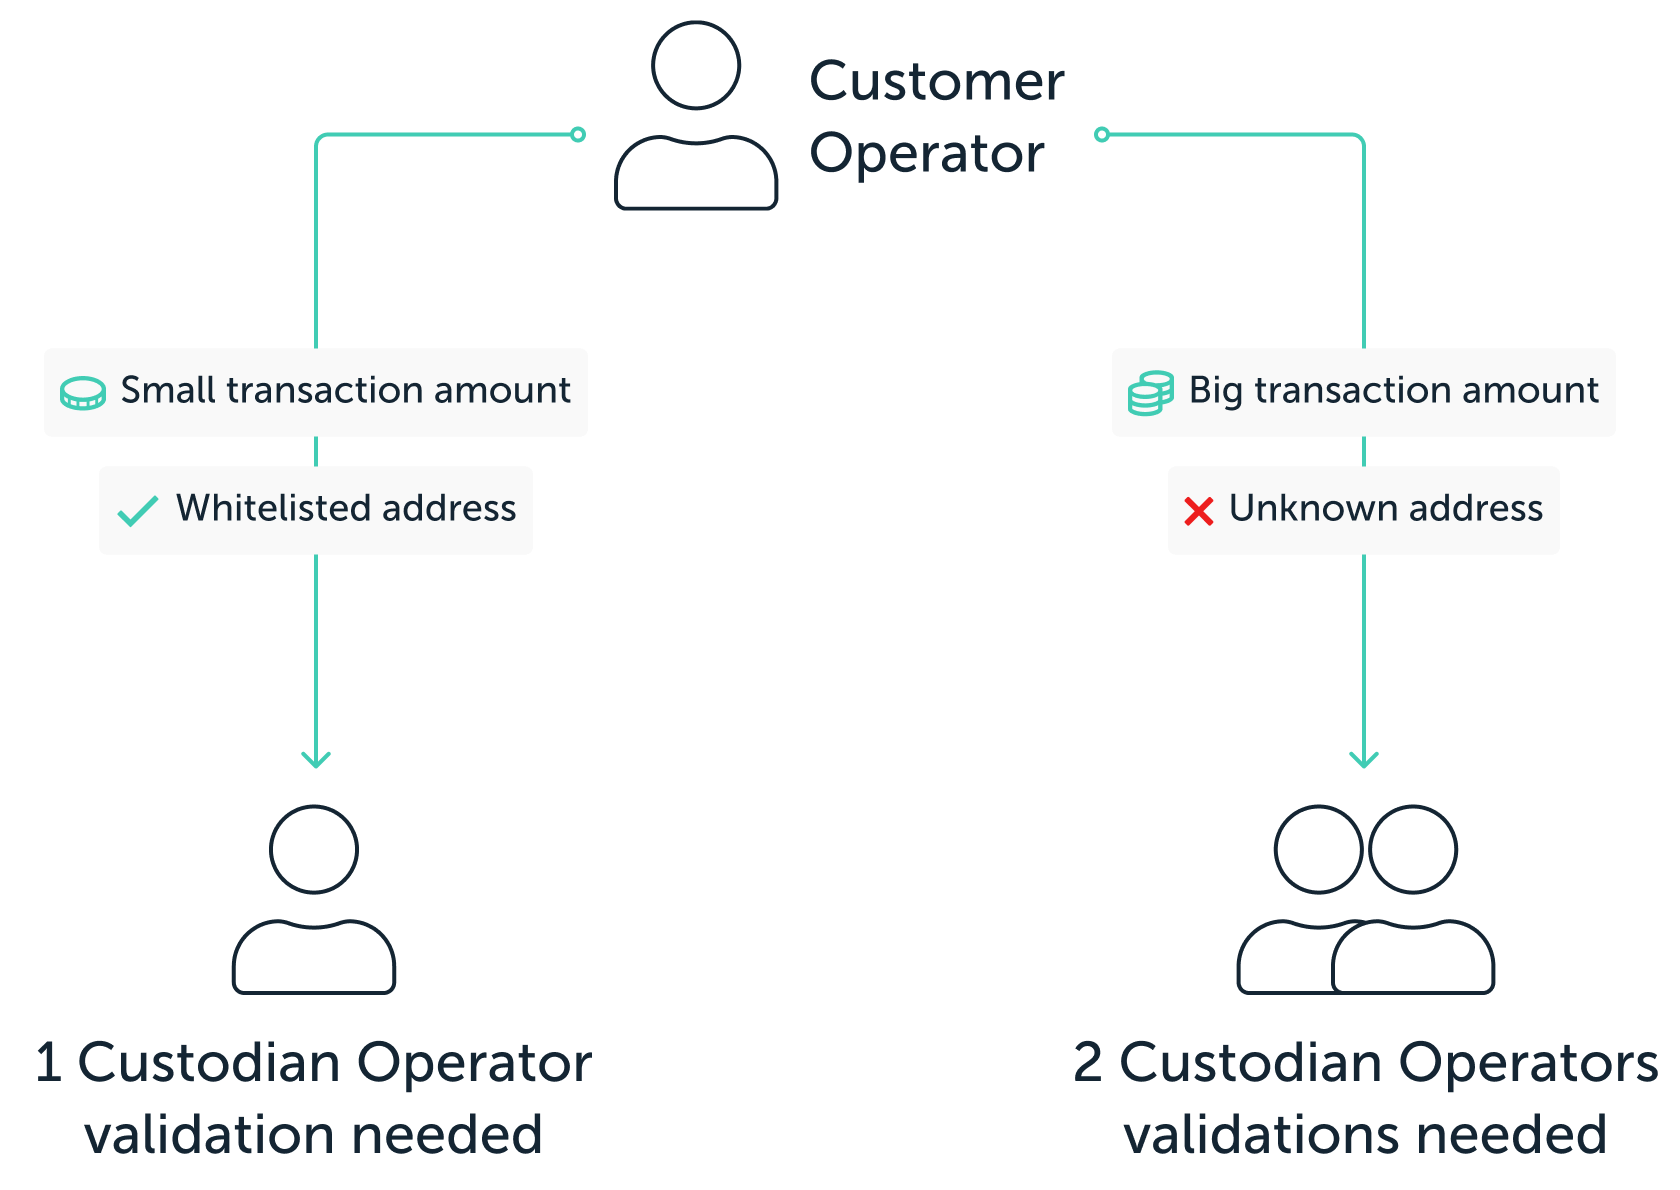 Customer
Operator
Small transaction amount
Big transaction amount
Whitelisted address
Unknown address
1 Custodian Operator
validation needed
2 Custodian Operators
validations needed